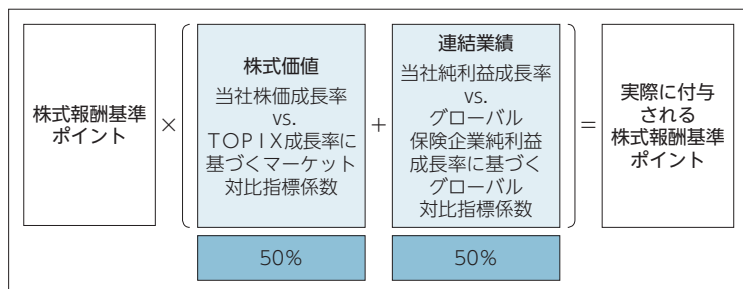 株式報酬基準
ポイント
×
株式価値
当社株価成長率
vs.
TOPIX成長率に
基づくマーケット
対比指標係数
50%
+
連結業績
当社純利益成長率
vs.
グローバル
保険企業純利益
成長率に基づく
グローバル
対比指標係数
50%
=
実際に付与
される
株式報酬基準
ポイント